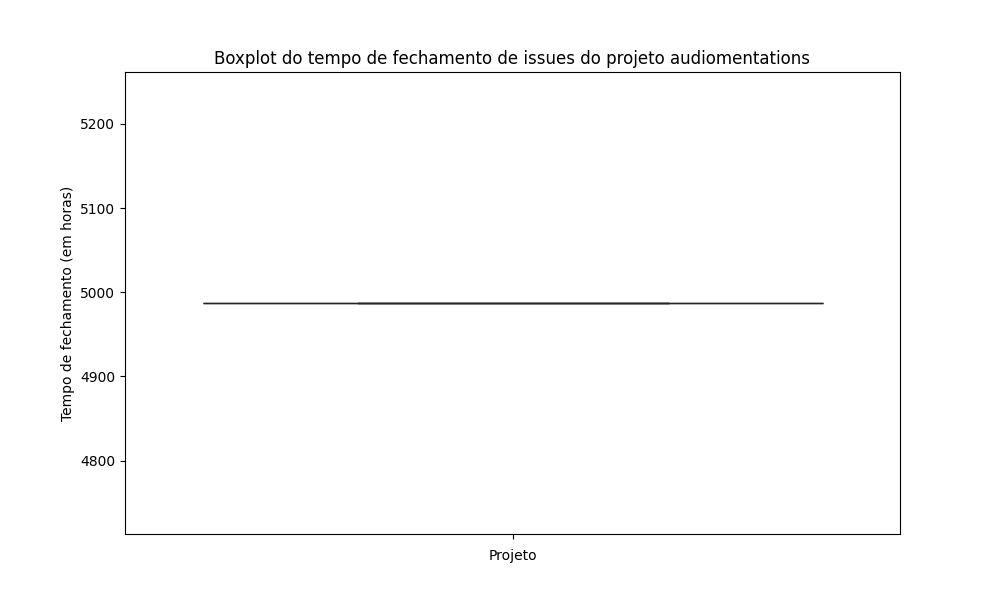 Boxplot do tempo de fechamento de issues do projeto audiomentations
Tempo de fechamento (em horas)
5200
5100
5000
4900
4800
Projeto